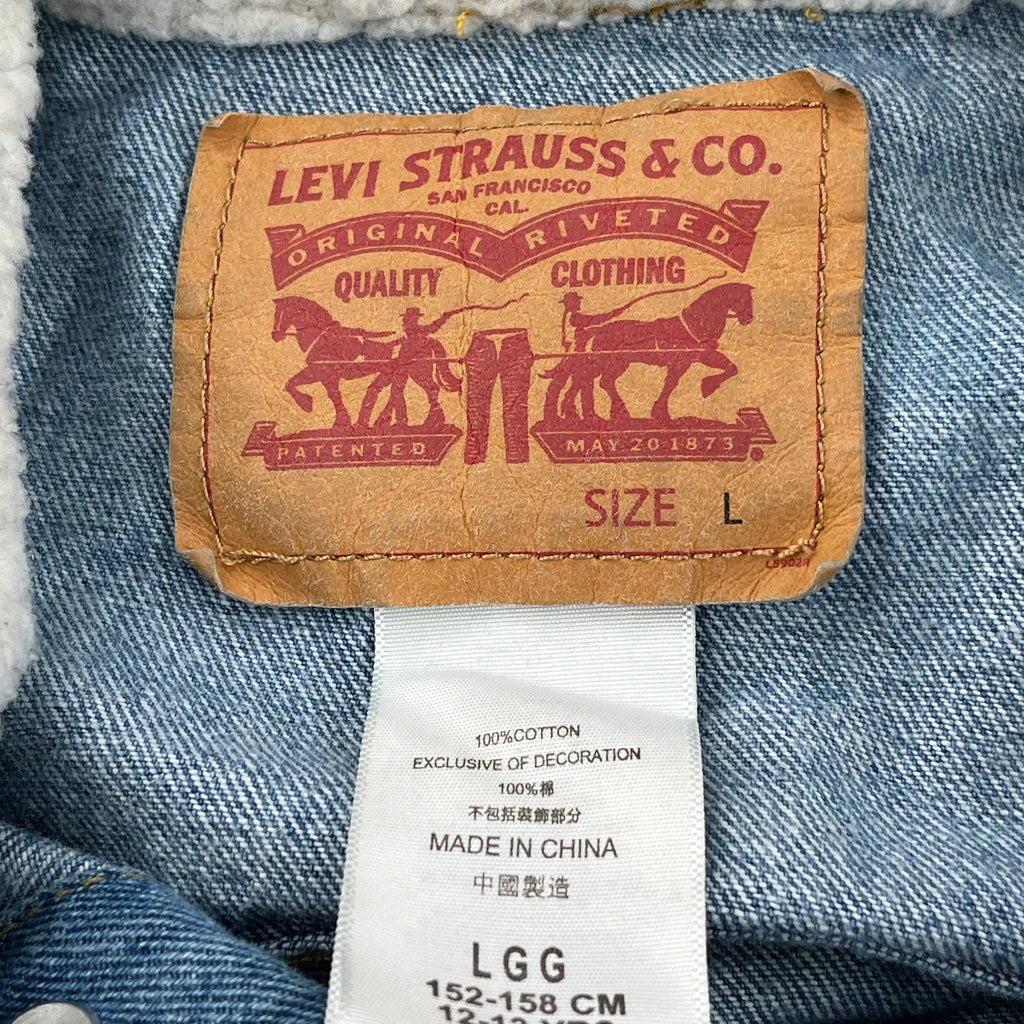 LEVI STRAUSS & CO.
SAN FRANCISCO
CAL.
ORIGINAL RIVETED
QUALITY CLOTHING
PATENTED MAY 20 1873
SIZE L
100%COTTON
EXCLUSIVE OF DECORATION
100%棉
不包括裝飾部分
MADE IN CHINA
中國製造
LGG
152-158 CM